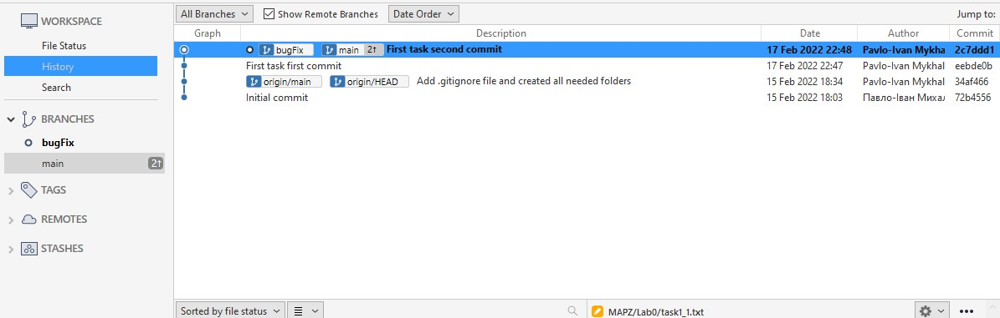 WORKSPACE
File Status
History
Search
BRANCHES
bugFix
main 2↑
TAGS
REMOTES
STASHES
All Branches Show Remote Branches Date Order Jump to:
Graph Description Date Author Commit
bugFix main 2↑ First task second commit 17 Feb 2022 22:48 Pavlo-Ivan Mykhal 2c7ddd1
First task first commit 17 Feb 2022 22:47 Pavlo-Ivan Mykhal eebde0b
origin/main origin/HEAD Add .gitignore file and created all needed folders 15 Feb 2022 18:34 Pavlo-Ivan Mykhal 34af466
Initial commit 15 Feb 2022 18:03 Павло-Іван Михал 72b4556
Sorted by file status MAPZ/Lab0/task1_1.txt